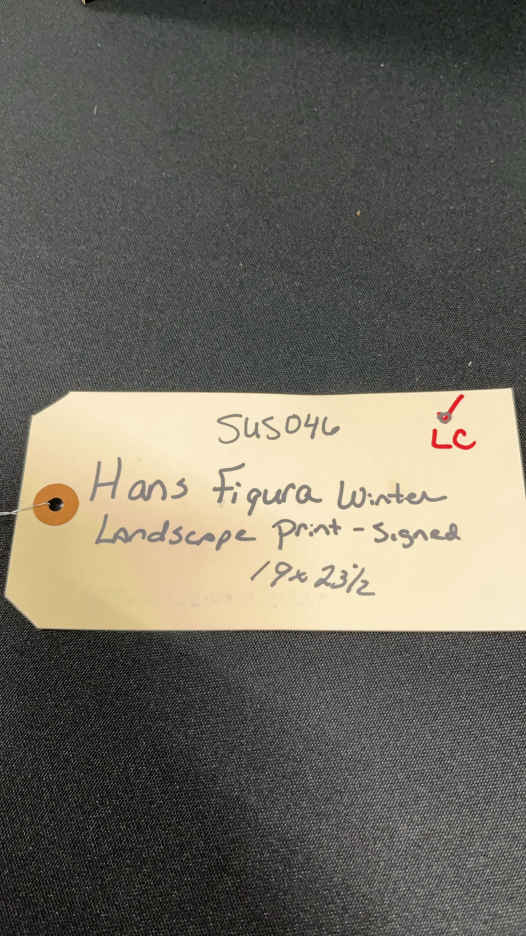 SUS046
LC
Hans Figura Winter
Landscape Print - Signed
19x23½